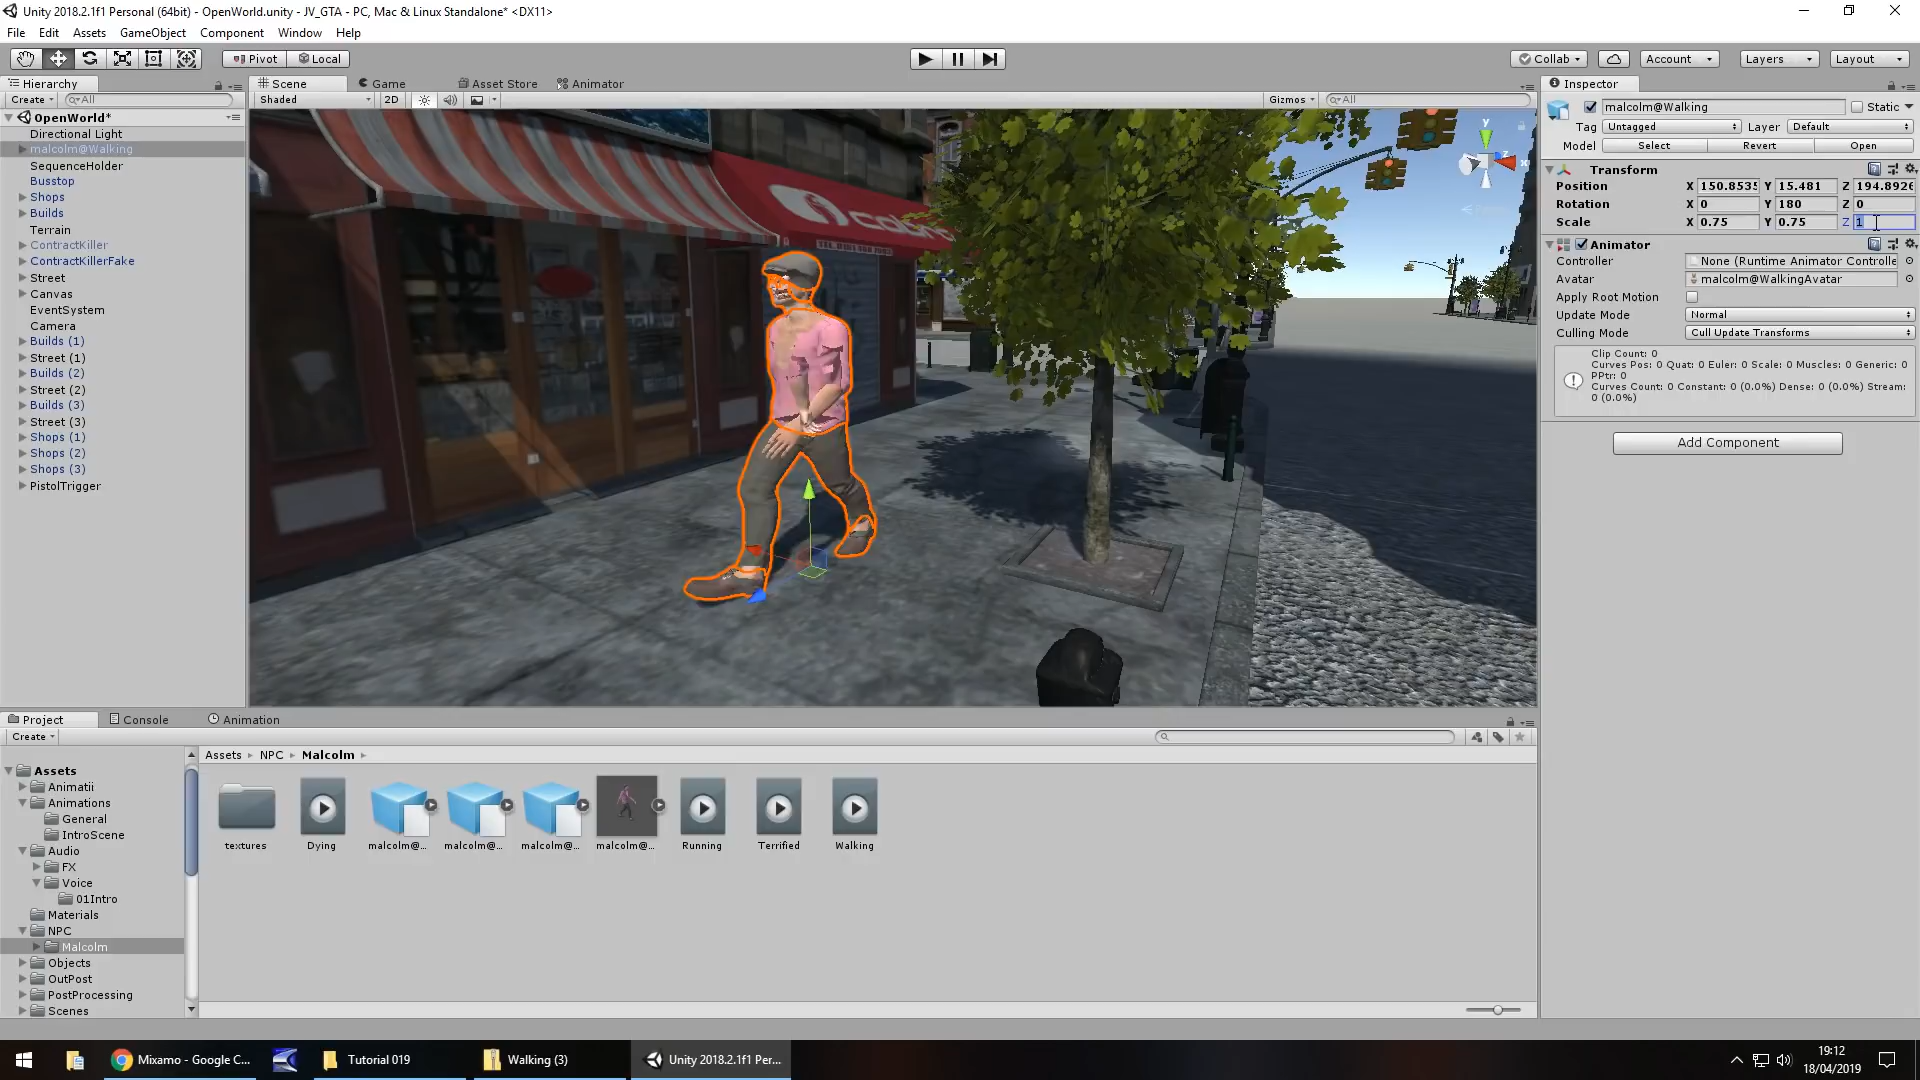 Unity 2018.2.1f1 Personal (64bit) - OpenWorld.unity - JV_GTA - PC, Mac & Linux Standalone* <DX11>
File Edit Assets GameObject Component Window Help
Pivot Local Collab Account Layers Layout
Hierarchy
Create All
OpenWorld*
Directional Light
malcolm@Walking
SequenceHolder
Busstop
Shops
Builds
Terrain
ContractKiller
ContractKillerFake
Street
Canvas
EventSystem
Camera
Builds (1)
Street (1)
Builds (2)
Street (2)
Builds (3)
Street (3)
Shops (1)
Shops (2)
Shops (3)
PistolTrigger
Scene Game Asset Store Animator
Shaded 2D Gizmos All
y
x
Inspector
malcolm@Walking Static
Tag Untagged Layer Default
Model Select Revert Open
Transform
Position X 150.8535 Y 15.481 Z 194.8926
Rotation X 0 Y 180 Z 0
Scale X 0.75 Y 0.75 Z 1
Animator
Controller None (Runtime Animator Controlle
Avatar malcolm@WalkingAvatar
Apply Root Motion
Update Mode Normal
Culling Mode Cull Update Transforms
Clip Count: 0
Curves Pos: 0 Quat: 0 Euler: 0 Scale: 0 Muscles: 0 Generic: 0
PPtr: 0
Curves Count: 0 Constant: 0 (0.0%) Dense: 0 (0.0%) Stream:
0 (0.0%)
Add Component
Project Console Animation
Create
Assets
Animatii
Animations
General
IntroScene
Audio
FX
Voice
01Intro
Materials
NPC
Malcolm
Objects
OutPost
PostProcessing
Scenes
Assets NPC Malcolm
textures Dying malcolm@... malcolm@... malcolm@... malcolm@... Running Terrified Walking
Mixamo - Google C... Tutorial 019 Walking (3) Unity 2018.2.1f1 Per...
19:12
18/04/2019